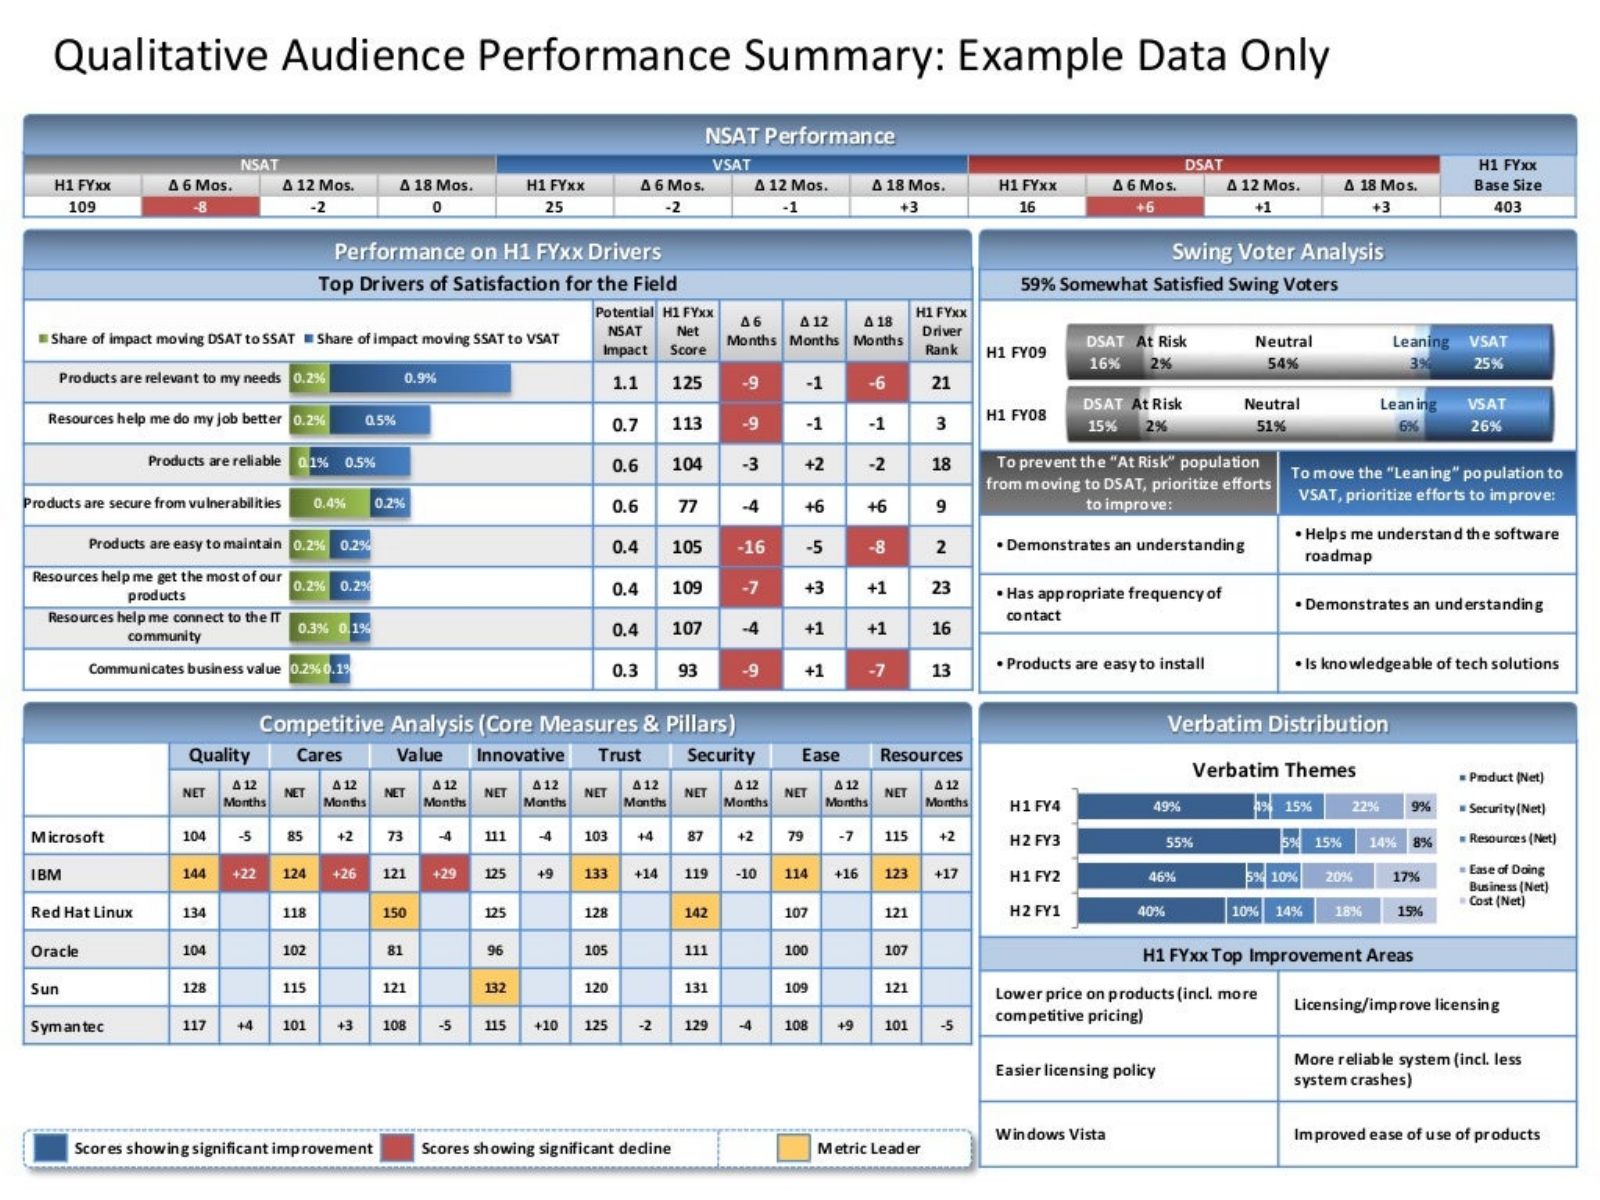 Qualitative Audience Performance Summary: Example Data Only
NSAT Performance
NSAT VSAT DSAT H1 FYxx
H1 FYxx Δ 6 Mos. Δ 12 Mos. Δ 18 Mos. H1 FYxx Δ 6 Mos. Δ 12 Mos. Δ 18 Mos. H1 FYxx Δ 6 Mos. Δ 12 Mos. Δ 18 Mos. Base Size
109 -8 -2 0 25 -2 -1 +3 16 +6 +1 +3 403
Performance on H1 FYxx Drivers
Top Drivers of Satisfaction for the Field
Share of impact moving DSAT to SSAT Share of impact moving SSAT to VSAT
Potential H1 FYxx Δ 6 Δ 12 Δ 18 H1 FYxx
NSAT Net Months Months Months Driver
Impact Score Rank
Products are relevant to my needs 0.2% 0.9% 1.1 125 -9 -1 -6 21
Resources help me do my job better 0.2% 0.5% 0.7 113 -9 -1 -1 3
Products are reliable 0.1% 0.5% 0.6 104 -3 +2 -2 18
Products are secure from vulnerabilities 0.4% 0.2% 0.6 77 -4 +6 +6 9
Products are easy to maintain 0.2% 0.2% 0.4 105 -16 -5 -8 2
Resources help me get the most of our
products 0.2% 0.2% 0.4 109 -7 +3 +1 23
Resources help me connect to the IT
community 0.3% 0.1% 0.4 107 -4 +1 +1 16
Communicates business value 0.2% 0.1% 0.3 93 -9 +1 -7 13
Swing Voter Analysis
59% Somewhat Satisfied Swing Voters
H1 FY09
DSAT At Risk Neutral Leaning VSAT
16% 2% 54% 3% 25%
H1 FY08
DSAT At Risk Neutral Leaning VSAT
15% 2% 51% 6% 26%
To prevent the “At Risk” population
from moving to DSAT, prioritize efforts
to improve:
To move the “Leaning” population to
VSAT, prioritize efforts to improve:
• Demonstrates an understanding
• Helps me understand the software
roadmap
• Has appropriate frequency of
contact
• Demonstrates an understanding
• Products are easy to install
• Is knowledgeable of tech solutions
Competitive Analysis (Core Measures & Pillars)
Quality Cares Value Innovative Trust Security Ease Resources
NET Δ 12 NET Δ 12 NET Δ 12 NET Δ 12 NET Δ 12 NET Δ 12 NET Δ 12 NET Δ 12
Months Months Months Months Months Months Months Months
Microsoft 104 -5 85 +2 73 -4 111 -4 103 +4 87 +2 79 -7 115 +2
IBM 144 +22 124 +26 121 +29 125 +9 133 +14 119 -10 114 +16 123 +17
Red Hat Linux 134 118 150 125 128 142 107 121
Oracle 104 102 81 96 105 111 100 107
Sun 128 115 121 132 120 131 109 121
Symantec 117 +4 101 +3 108 -5 115 +10 125 -2 129 -4 108 +9 101 -5
Scores showing significant improvement Scores showing significant decline Metric Leader
Verbatim Distribution
Verbatim Themes
H1 FY4 49% 4% 15% 22% 9%
H2 FY3 55% 5% 15% 14% 8%
H1 FY2 46% 5% 10% 20% 17%
H2 FY1 40% 10% 14% 18% 15%
Product (Net)
Security (Net)
Resources (Net)
Ease of Doing
Business (Net)
Cost (Net)
H1 FYxx Top Improvement Areas
Lower price on products (incl. more
competitive pricing)
Licensing/improve licensing
Easier licensing policy
More reliable system (incl. less
system crashes)
Windows Vista
Improved ease of use of products